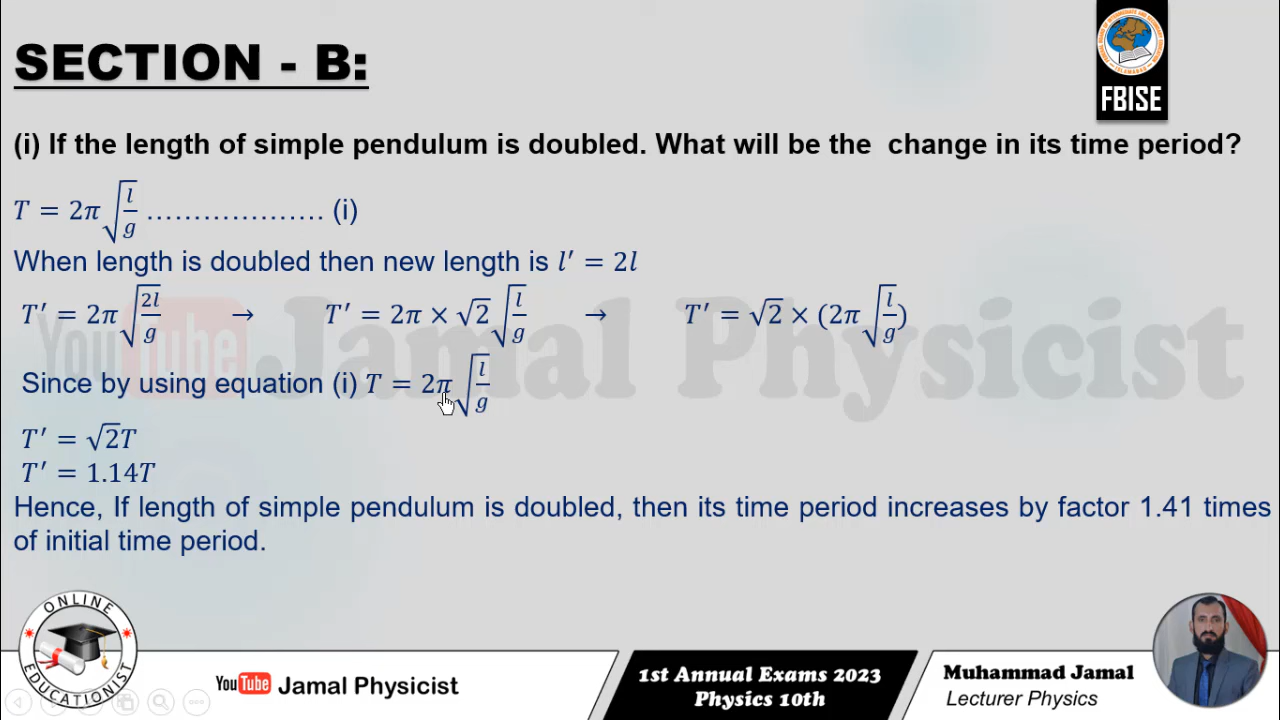 SECTION - B:
FBISE
(i) If the length of simple pendulum is doubled. What will be the change in its time period?
T = 2π√(l/g) ................... (i)
When length is doubled then new length is l′ = 2l
T′ = 2π√(2l/g) → T′ = 2π × √2 √(l/g) → T′ = √2 × (2π√(l/g))
Since by using equation (i) T = 2π√(l/g)
T′ = √2T
T′ = 1.14T
Hence, If length of simple pendulum is doubled, then its time period increases by factor 1.41 times
of initial time period.
YouTube Jamal Physicist
ONLINE
EDUCATIONIST
YouTube Jamal Physicist
1st Annual Exams 2023
Physics 10th
Muhammad Jamal
Lecturer Physics